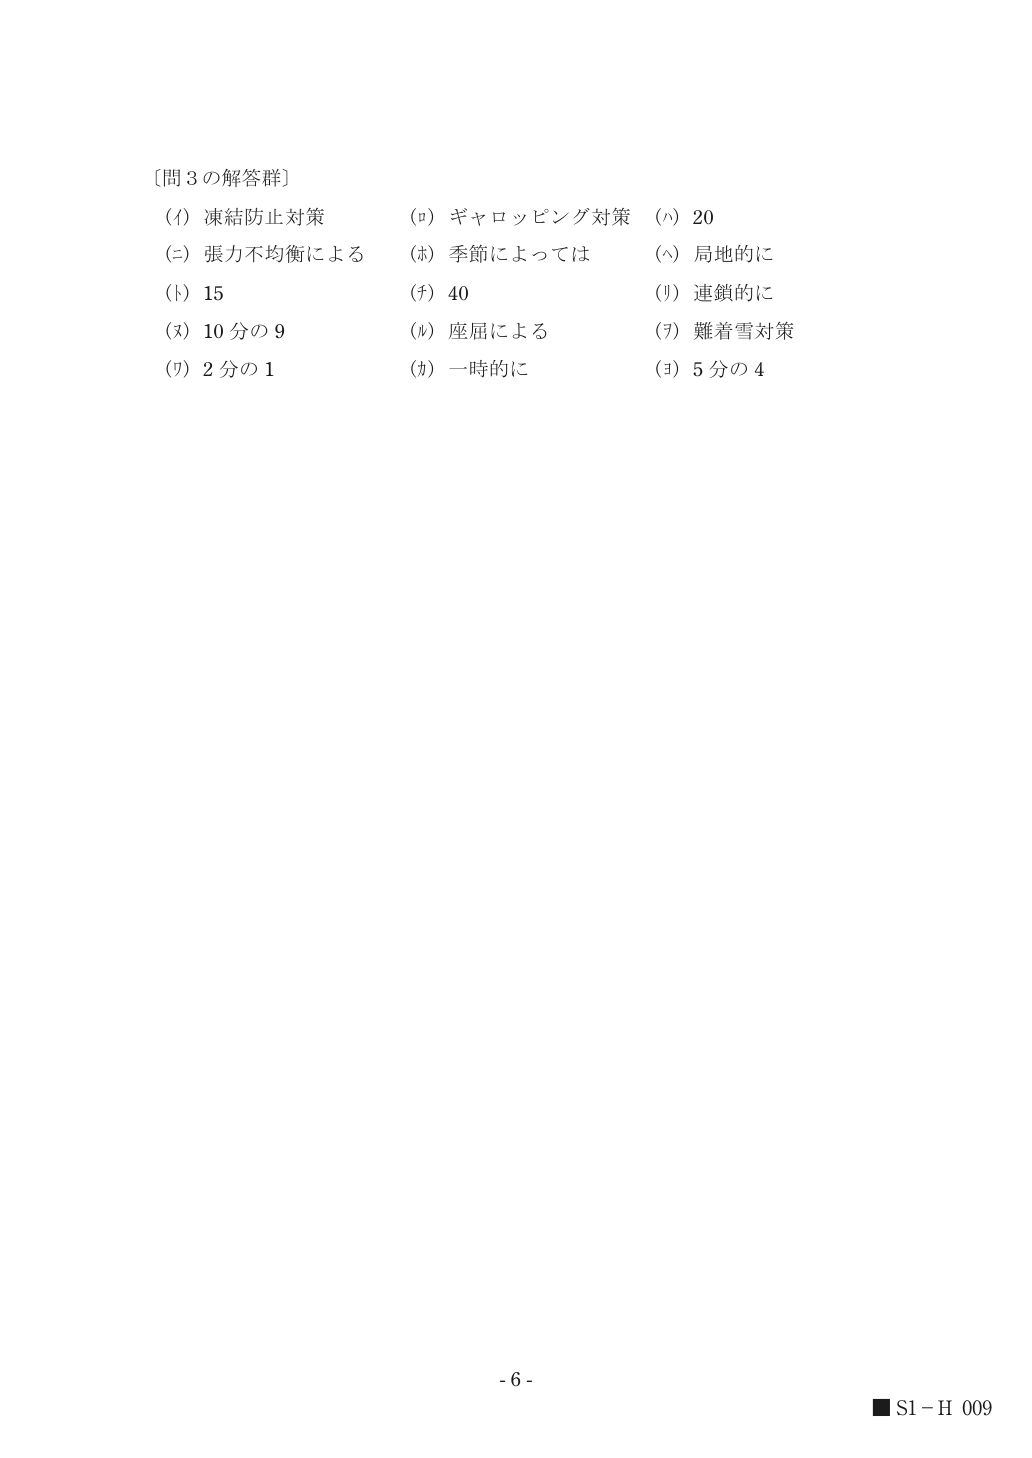 〔問3の解答群〕
(イ) 凍結防止対策 (ロ) ギャロッピング対策 (ハ) 20
(ニ) 張力不均衡による (ホ) 季節によっては (ヘ) 局地的に
(ト) 15 (チ) 40 (リ) 連鎖的に
(ヌ) 10分の9 (ル) 座屈による (ヲ) 難着雪対策
(ワ) 2分の1 (カ) 一時的に (ヨ) 5分の4
- 6 -
■ S1－H 009